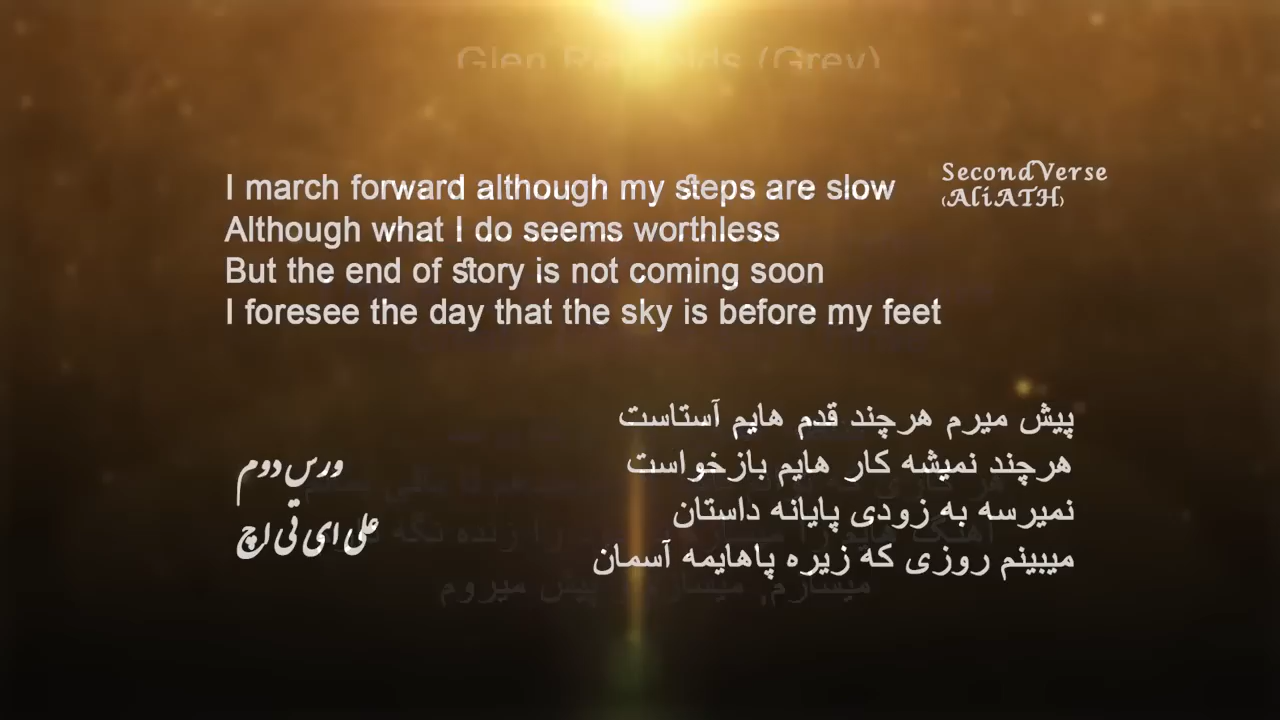 I march forward although my steps are slow
Although what I do seems worthless
But the end of story is not coming soon
I foresee the day that the sky is before my feet
Second Verse
(AliATH)
پیش میرم هرچند قدم هایم آستاست
هرچند نمیشه کار هایم بازخواست
نمیرسه به زودی پایانه داستان
میبینم روزی که زیره پاهایمه آسمان
ورس دوم
علی ای تی اچ